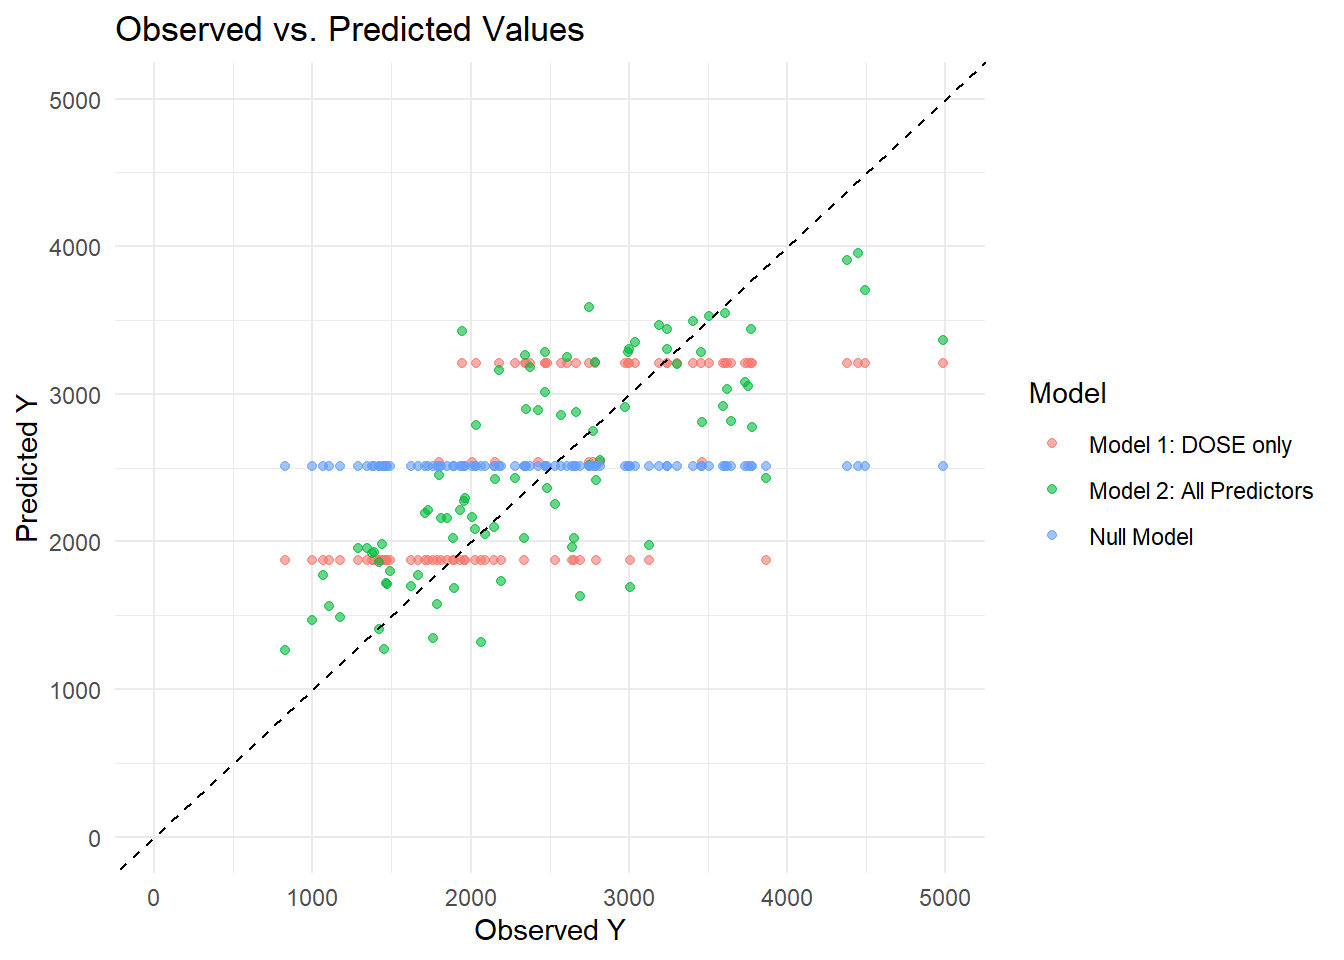 Observed vs. Predicted Values
Predicted Y
5000
4000
3000
2000
1000
0
0 1000 2000 3000 4000 5000
Observed Y
Model
Model 1: DOSE only
Model 2: All Predictors
Null Model